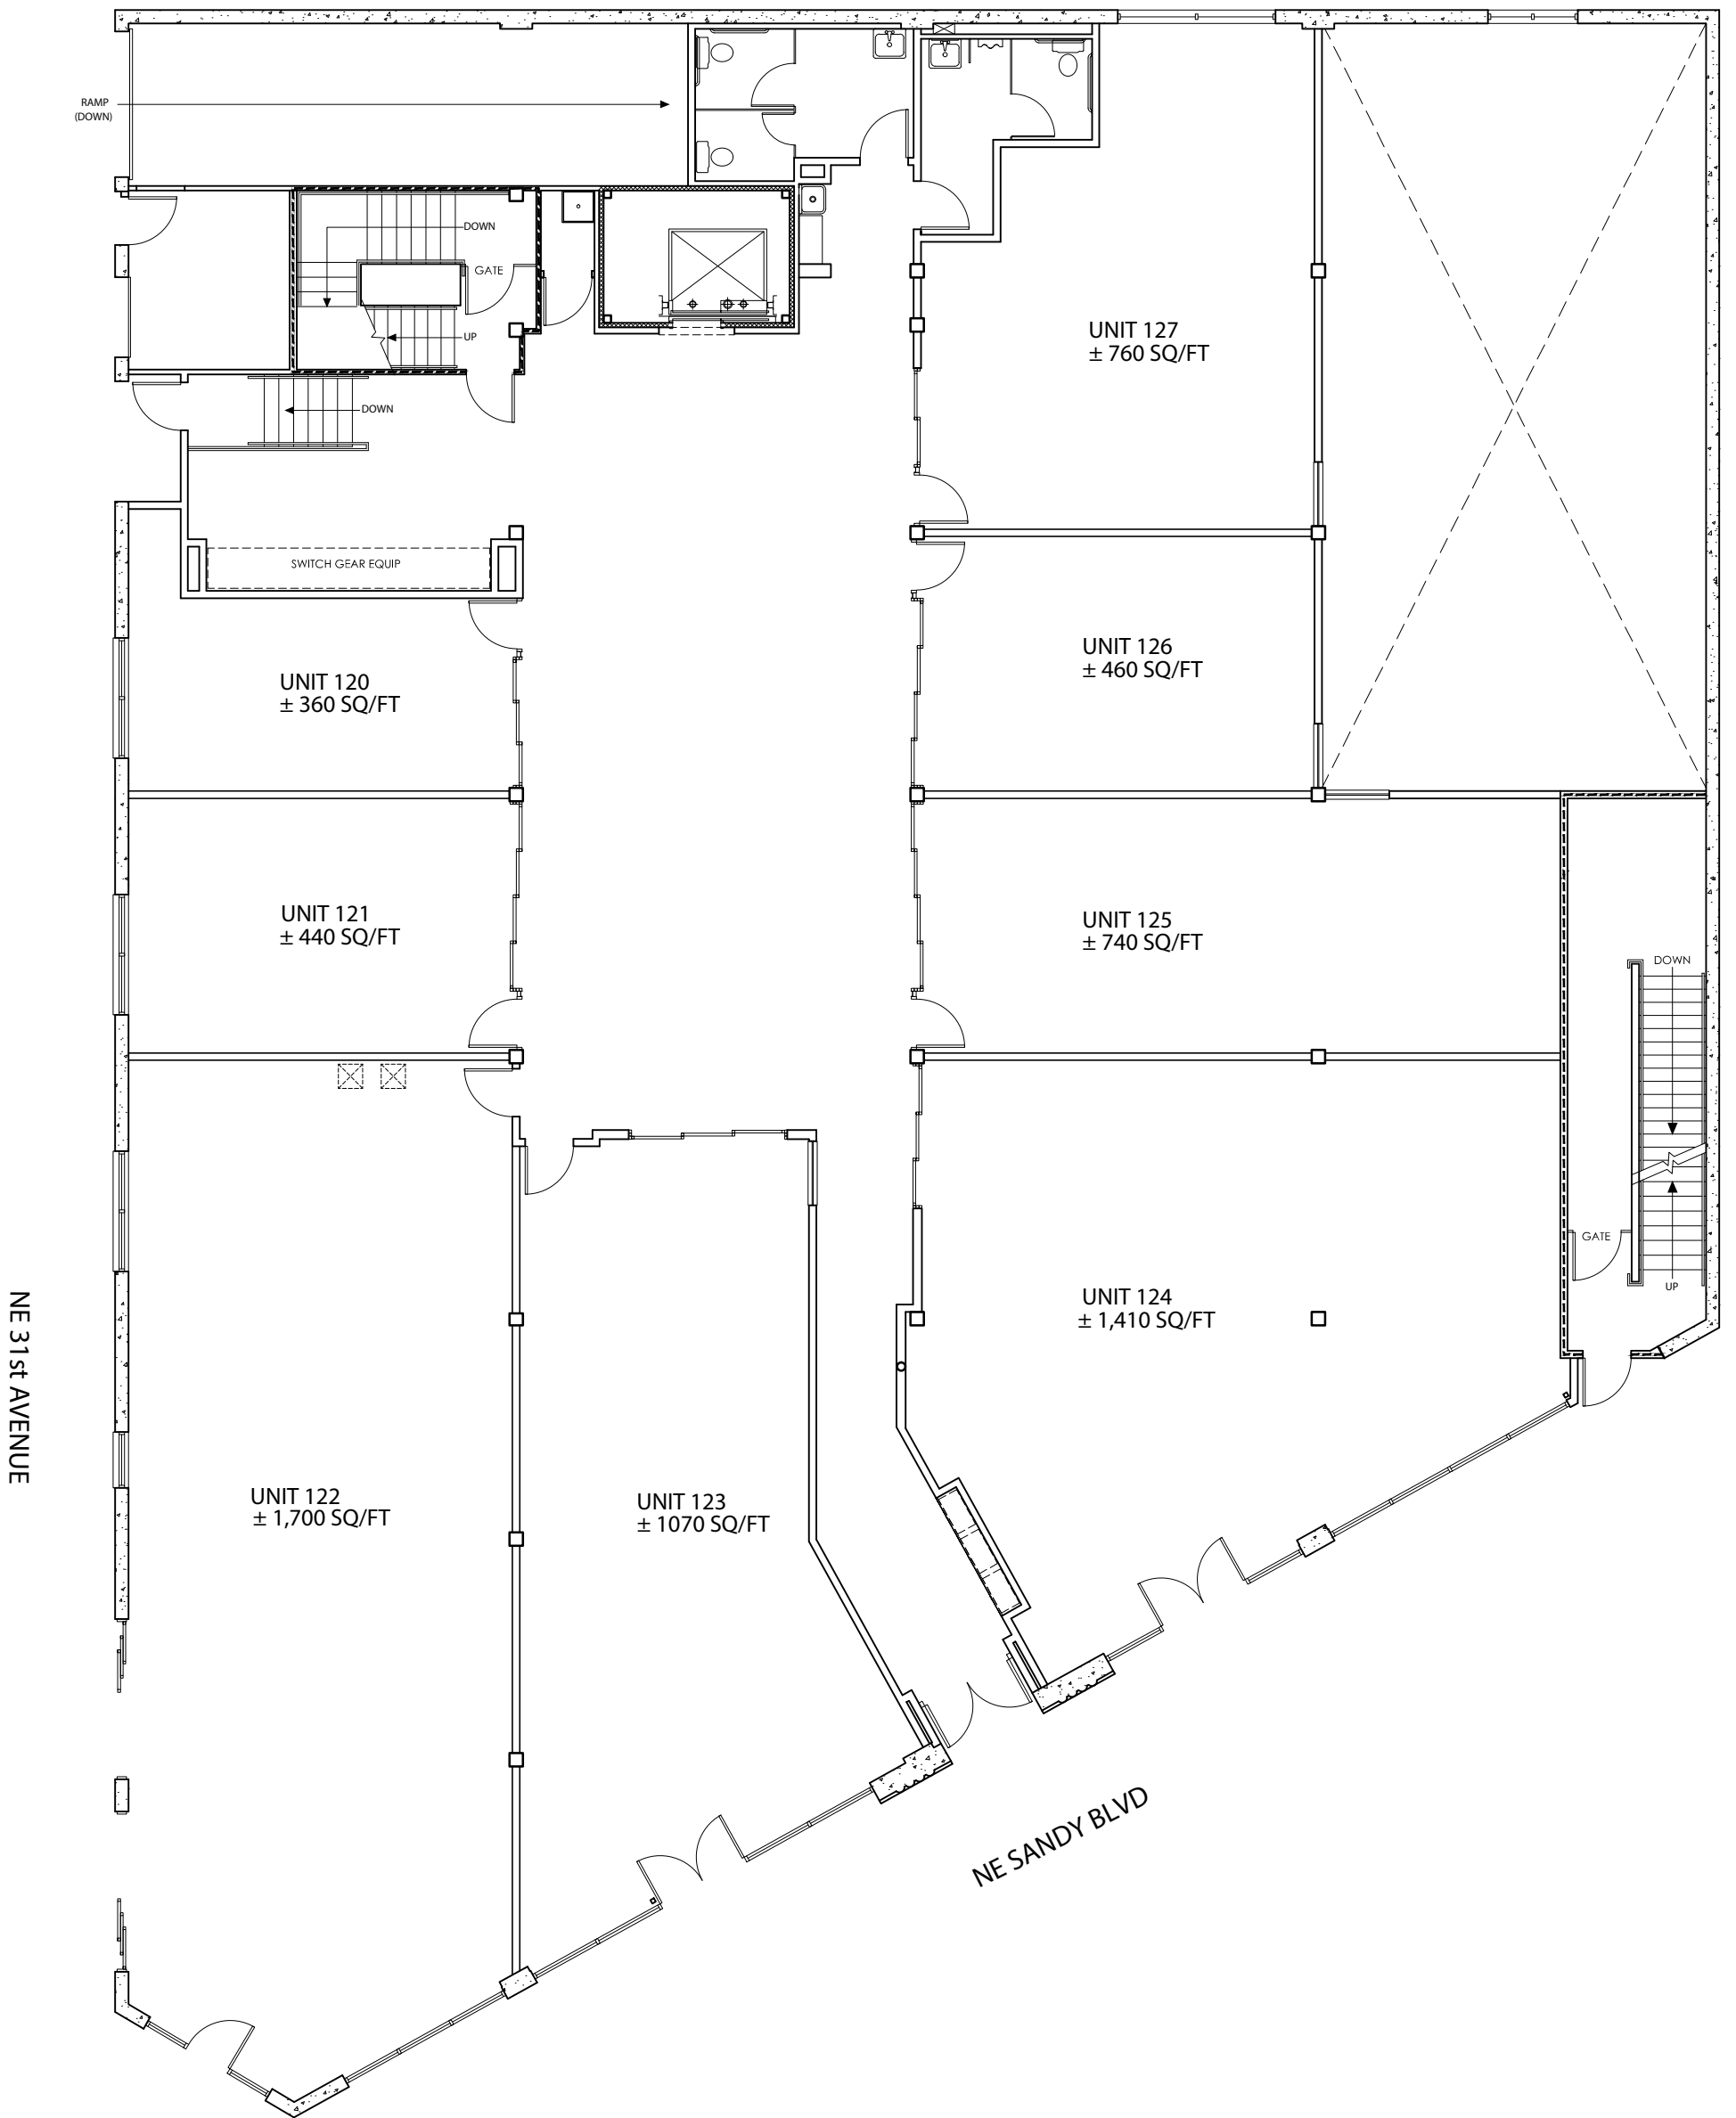 RAMP
(DOWN)
DOWN
GATE
UP
DOWN
SWITCH GEAR EQUIP
UNIT 127
± 760 SQ/FT
UNIT 126
± 460 SQ/FT
UNIT 120
± 360 SQ/FT
UNIT 121
± 440 SQ/FT
UNIT 125
± 740 SQ/FT
DOWN
GATE
UP
UNIT 124
± 1,410 SQ/FT
NE 31st AVENUE
UNIT 122
± 1,700 SQ/FT
UNIT 123
± 1070 SQ/FT
NE SANDY BLVD